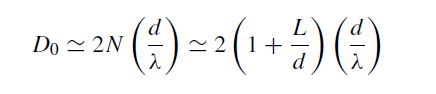 D₀ ≃ 2N (d/λ) ≃ 2 (1 + L/d) (d/λ)